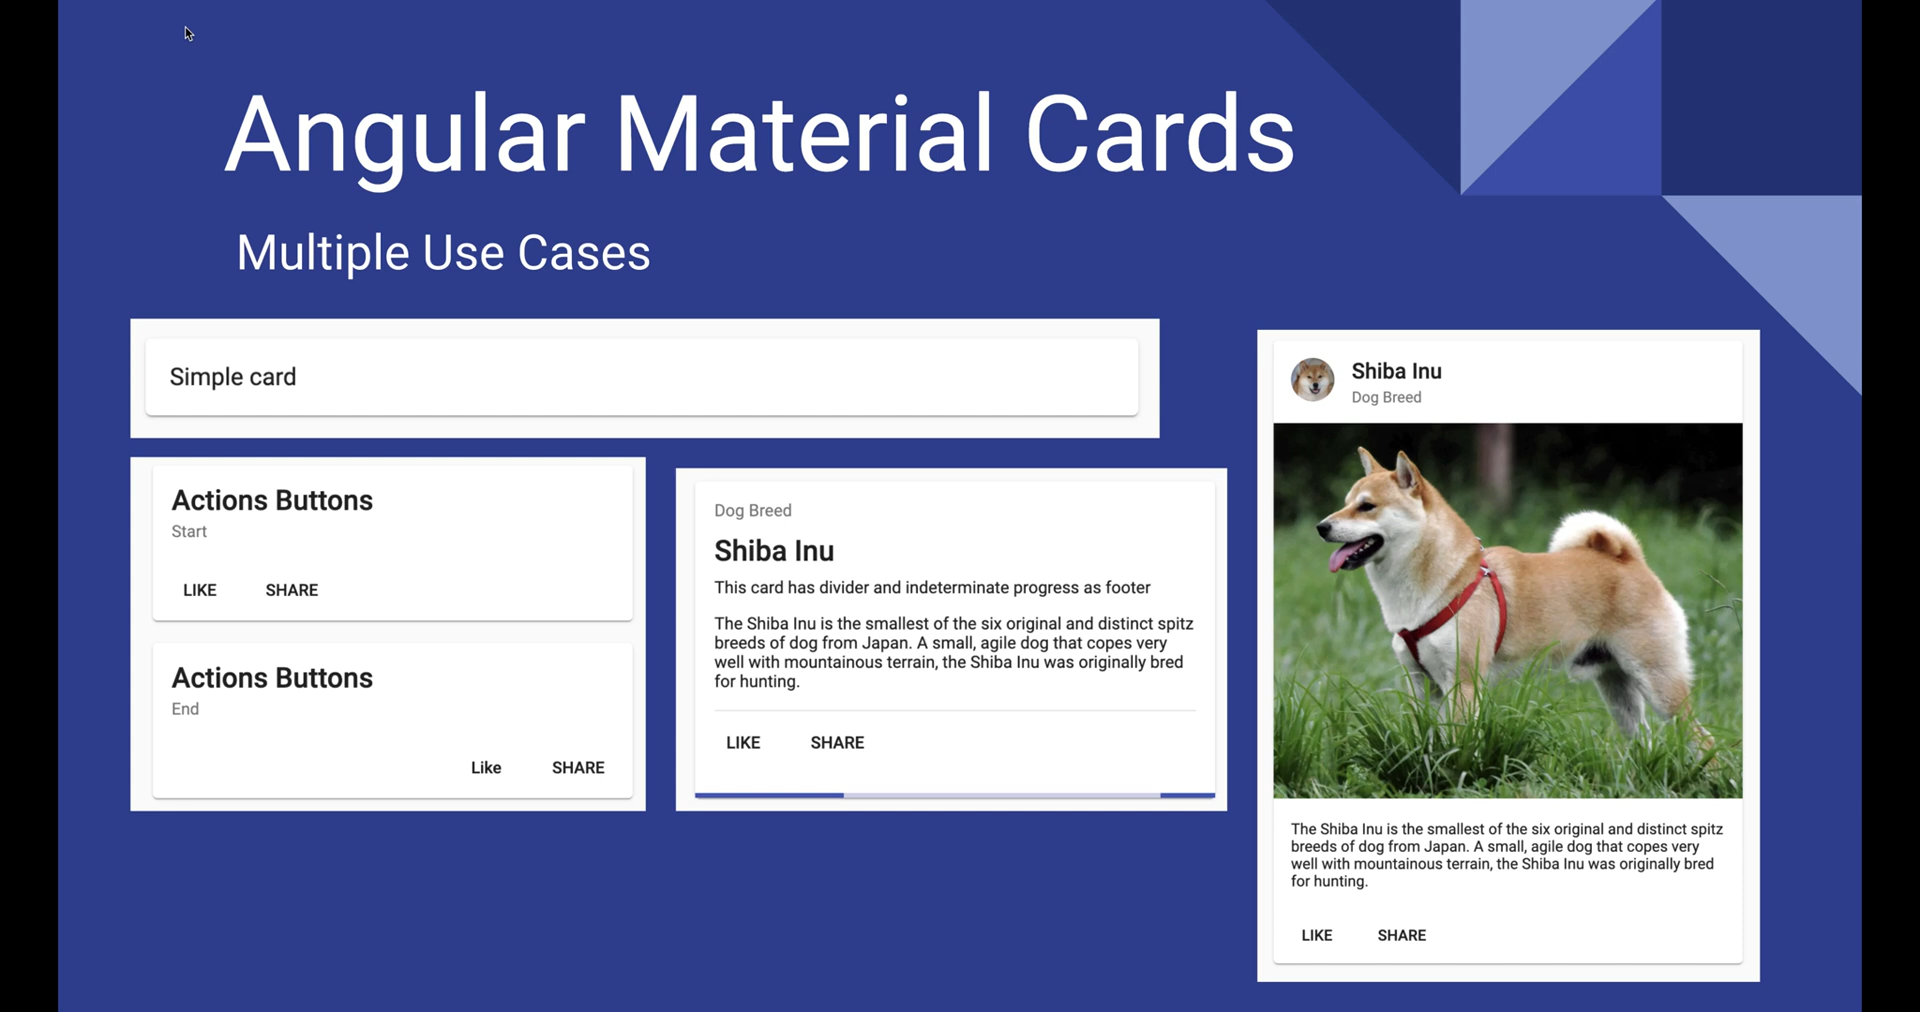 Angular Material Cards
Multiple Use Cases
Simple card
Actions Buttons
Start
LIKE SHARE
Actions Buttons
End
Like SHARE
Dog Breed
Shiba Inu
This card has divider and indeterminate progress as footer
The Shiba Inu is the smallest of the six original and distinct spitz
breeds of dog from Japan. A small, agile dog that copes very
well with mountainous terrain, the Shiba Inu was originally bred
for hunting.
LIKE SHARE
Shiba Inu
Dog Breed
The Shiba Inu is the smallest of the six original and distinct spitz
breeds of dog from Japan. A small, agile dog that copes very
well with mountainous terrain, the Shiba Inu was originally bred
for hunting.
LIKE SHARE